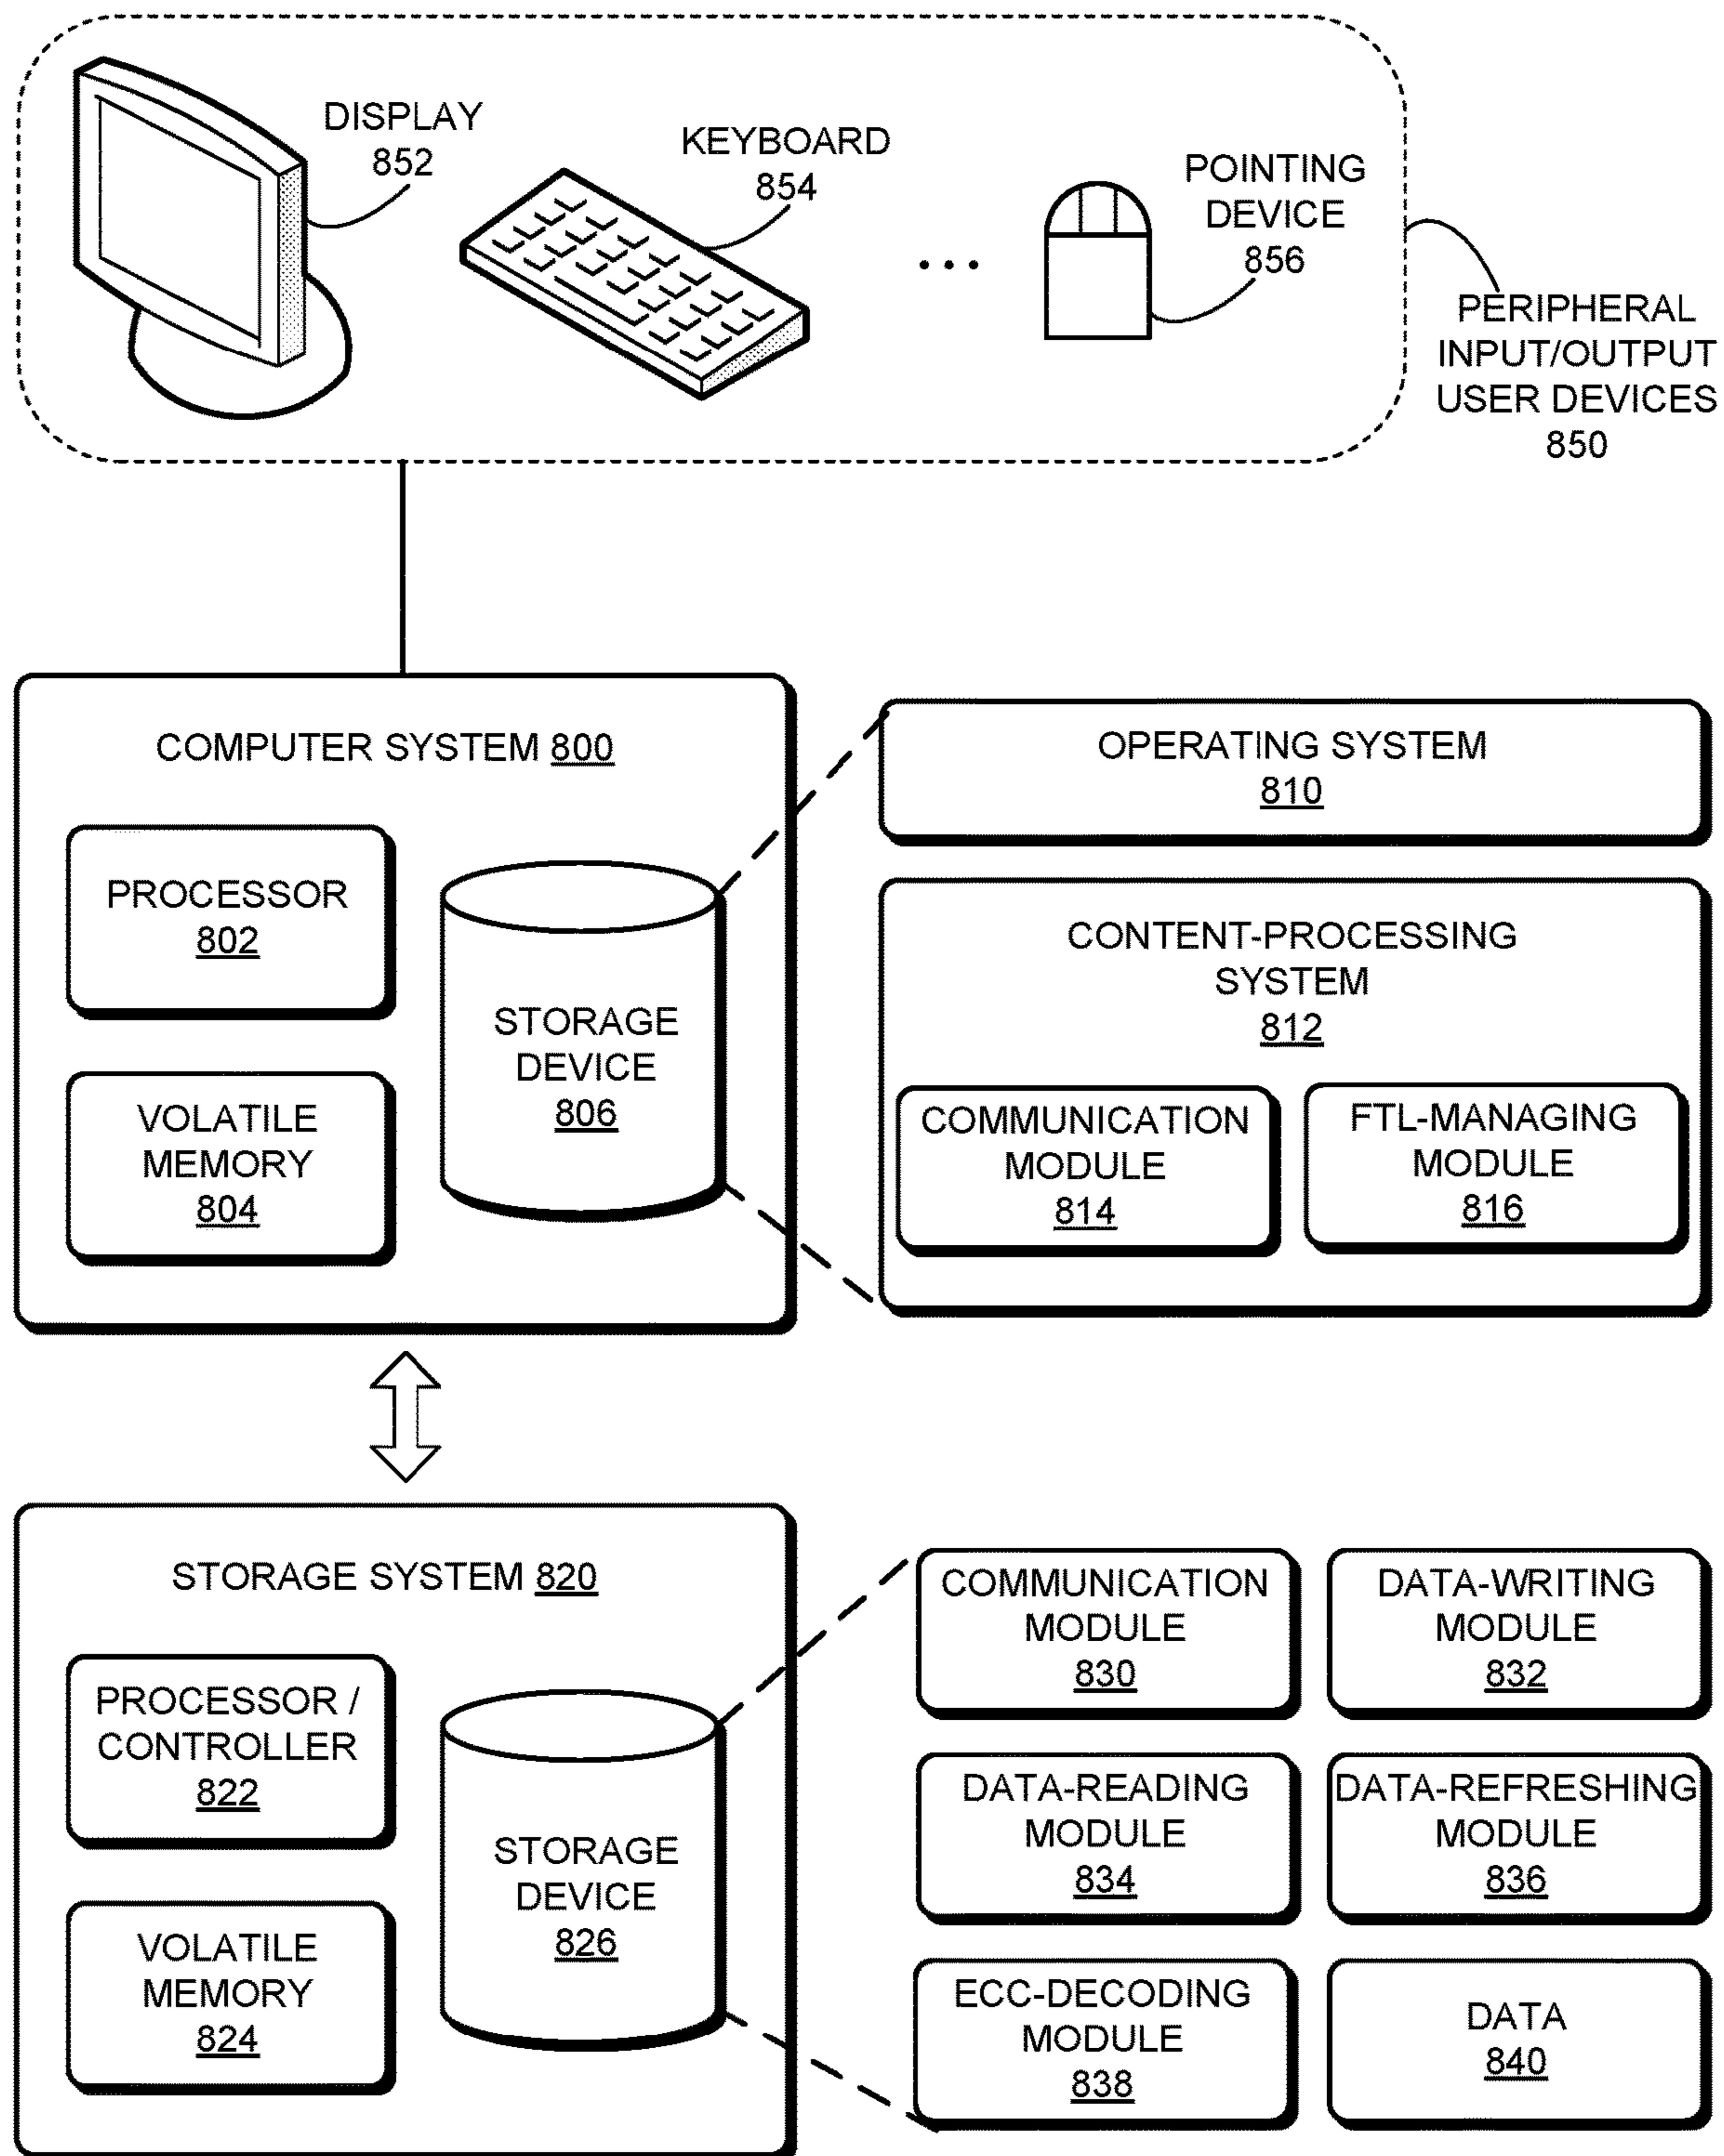 DISPLAY
852
KEYBOARD
854
POINTING
DEVICE
856
PERIPHERAL
INPUT/OUTPUT
USER DEVICES
850
COMPUTER SYSTEM 800
PROCESSOR
802
VOLATILE
MEMORY
804
STORAGE
DEVICE
806
OPERATING SYSTEM
810
CONTENT-PROCESSING
SYSTEM
812
COMMUNICATION
MODULE
814
FTL-MANAGING
MODULE
816
STORAGE SYSTEM 820
PROCESSOR /
CONTROLLER
822
VOLATILE
MEMORY
824
STORAGE
DEVICE
826
COMMUNICATION
MODULE
830
DATA-WRITING
MODULE
832
DATA-READING
MODULE
834
DATA-REFRESHING
MODULE
836
ECC-DECODING
MODULE
838
DATA
840